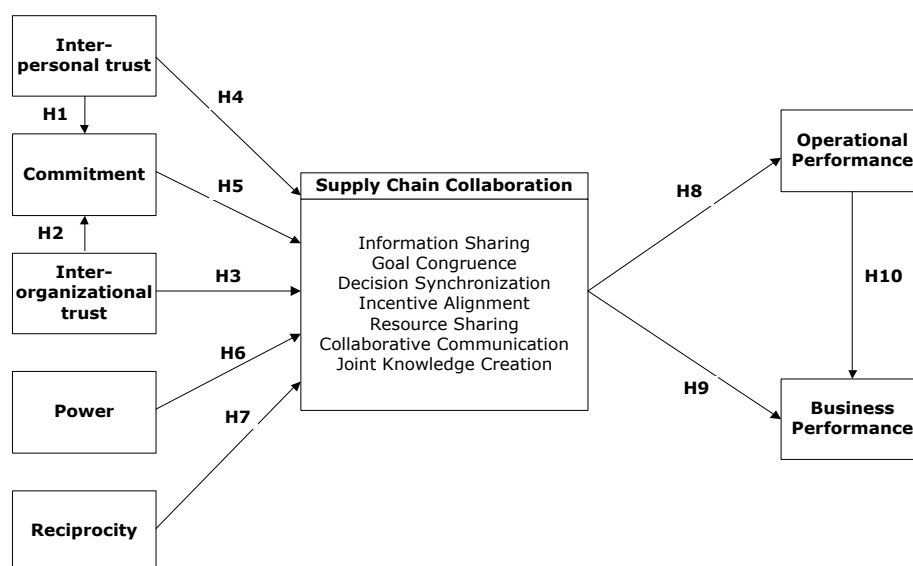 Inter-
personal trust
H1
H4
Commitment
H5
H2
Inter-
organizational
trust
H3
Power
H6
Reciprocity
H7
Supply Chain Collaboration
Information Sharing
Goal Congruence
Decision Synchronization
Incentive Alignment
Resource Sharing
Collaborative Communication
Joint Knowledge Creation
H8
H9
Operational
Performance
H10
Business
Performance